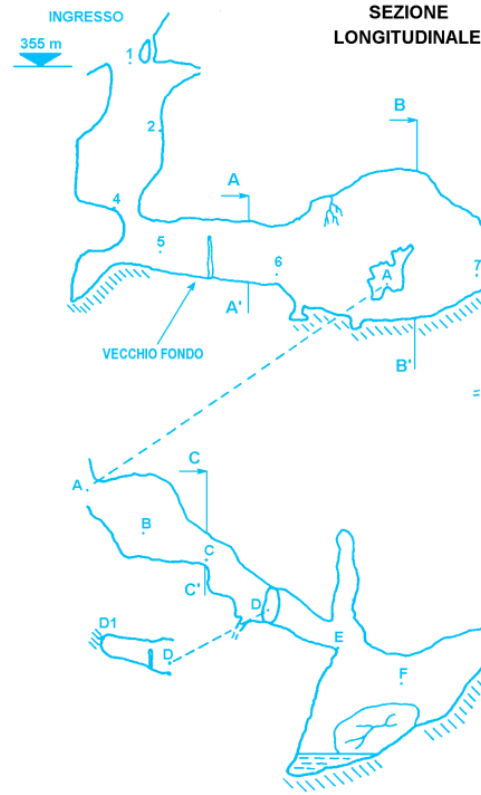 INGRESSO
SEZIONE
LONGITUDINALE
355 m
1
2
B
A
4
5
6
A
7
A'
VECCHIO FONDO
B'
C
A
B
C
C'
D1
D
D
E
F